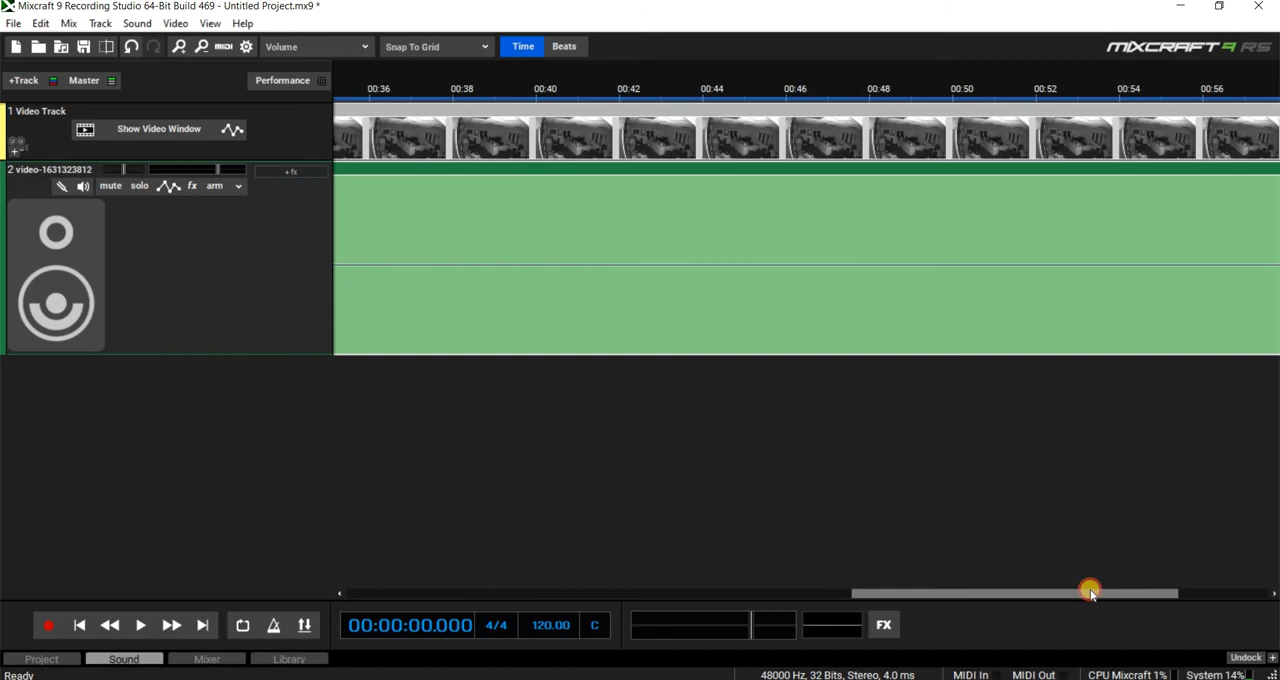 Mixcraft 9 Recording Studio 64-Bit Build 469 - Untitled Project.mx9 *
File Edit Mix Track Sound Video View Help
MIDI Volume Snap To Grid Time Beats MIXCRAFT 9 RS
+Track Master Performance
00:36 00:38 00:40 00:42 00:44 00:46 00:48 00:50 00:52 00:54 00:56
1 Video Track
Show Video Window
2 video-1631323812 +fx
mute solo fx arm
00:00:00.000 4/4 120.00 C FX
Project Sound Mixer Library Undock +
Ready 48000 Hz, 32 Bits, Stereo, 4.0 ms MIDI In MIDI Out CPU Mixcraft 1% System 14%